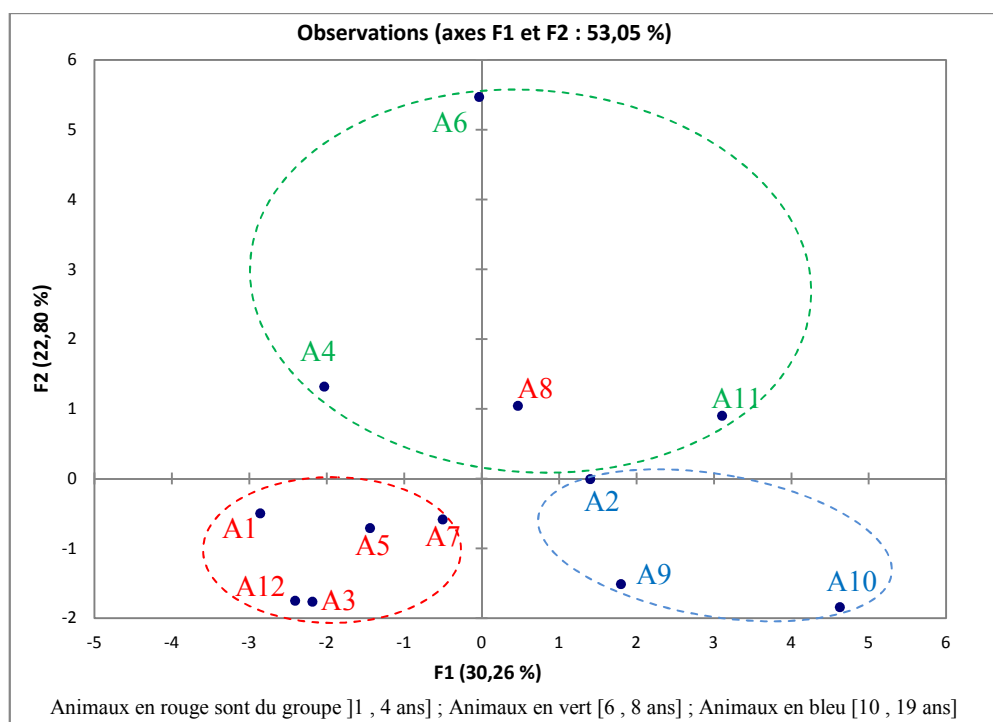 Observations (axes F1 et F2 : 53,05 %)
6
5
4
3
2
1
0
-1
-2
F2 (22,80 %)
A6
A4
A8
A11
A2
A1
A5
A7
A12
A3
A9
A10
-5 -4 -3 -2 -1 0 1 2 3 4 5 6
F1 (30,26 %)
Animaux en rouge sont du groupe ]1 , 4 ans] ; Animaux en vert [6 , 8 ans] ; Animaux en bleu [10 , 19 ans]